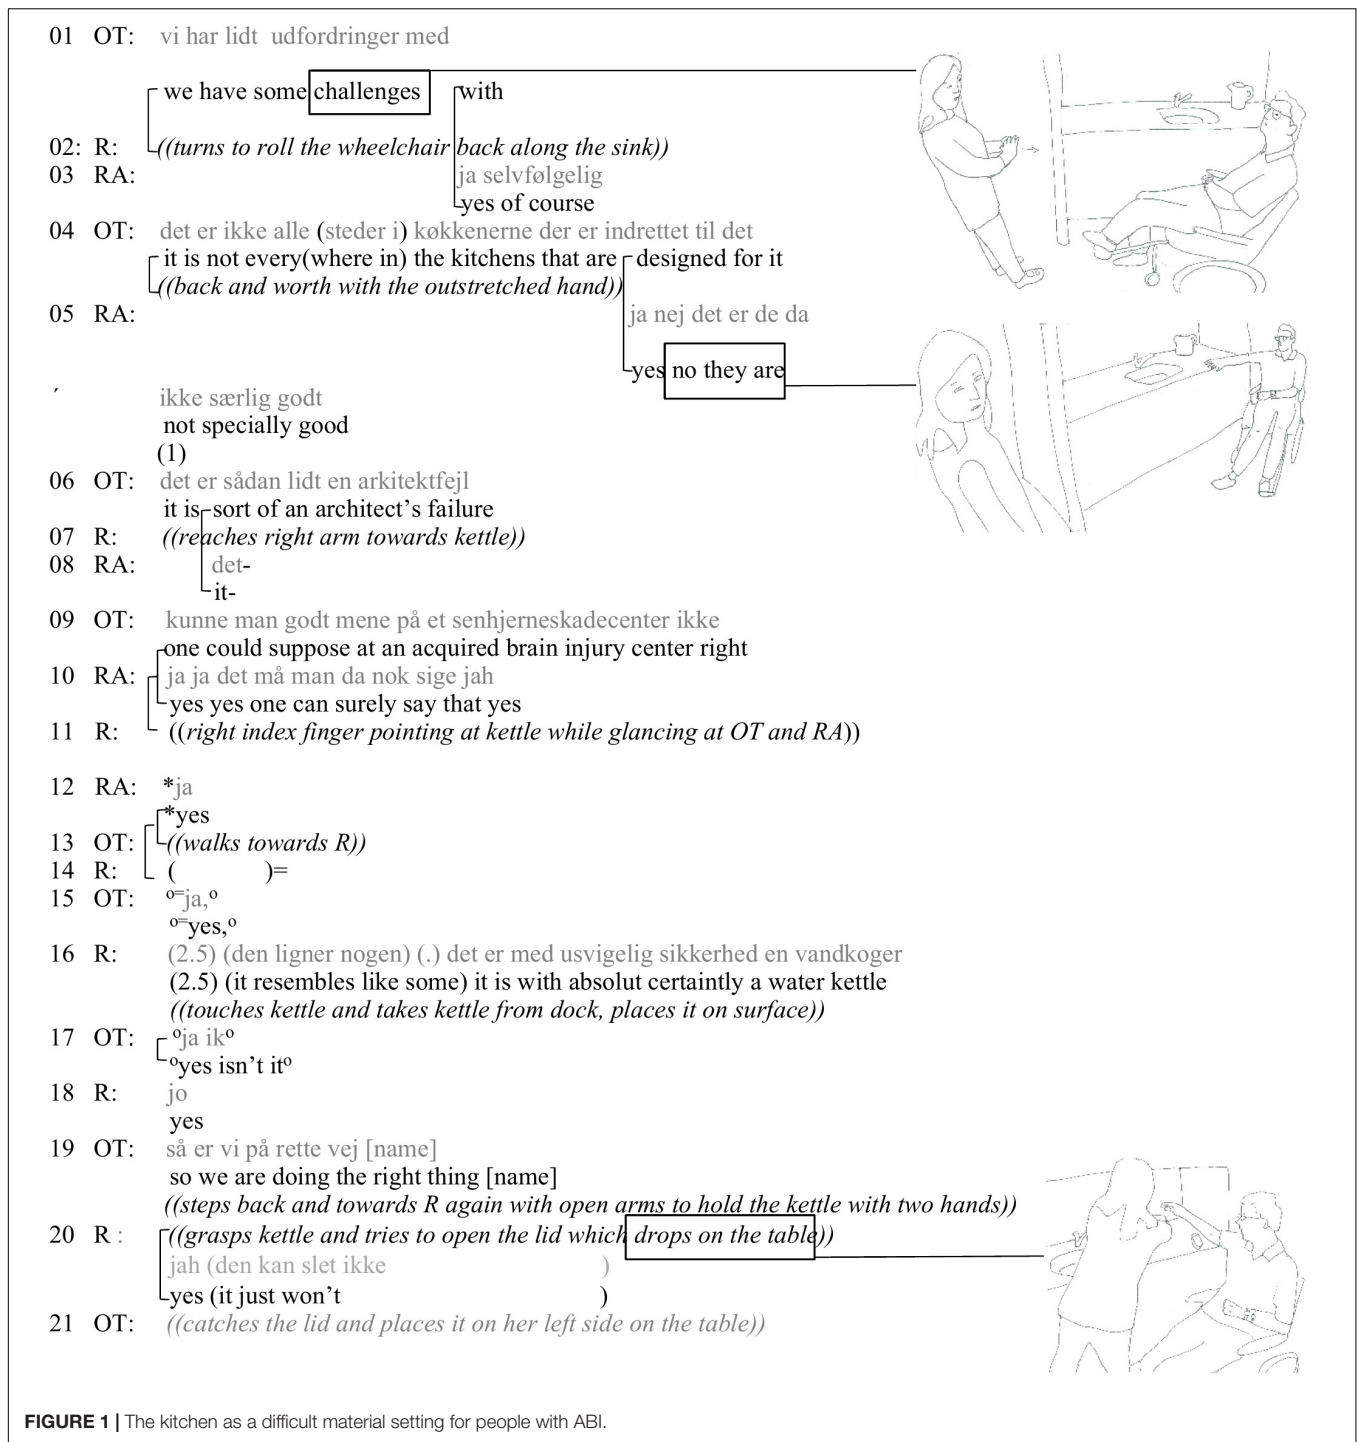 01 OT: vi har lidt udfordringer med
we have some challenges with
02: R: ((turns to roll the wheelchair back along the sink))
03 RA: ja selvfølgelig
yes of course
04 OT: det er ikke alle (steder i) køkkenerne der er indrettet til det
it is not every(where in) the kitchens that are designed for it
((back and worth with the outstretched hand))
05 RA: ja nej det er de da
yes no they are
´ ikke særlig godt
not specially good
(1)
06 OT: det er sådan lidt en arkitektfejl
it is sort of an architect’s failure
07 R: ((reaches right arm towards kettle))
08 RA: det-
it-
09 OT: kunne man godt mene på et senhjerneskadecenter ikke
one could suppose at an acquired brain injury center right
10 RA: ja ja det må man da nok sige jah
yes yes one can surely say that yes
11 R: ((right index finger pointing at kettle while glancing at OT and RA))
12 RA: *ja
*yes
13 OT: ((walks towards R))
14 R: ( )=
15 OT: º=ja,º
º=yes,º
16 R: (2.5) (den ligner nogen) (.) det er med usvigelig sikkerhed en vandkoger
(2.5) (it resembles like some) it is with absolut certaintly a water kettle
((touches kettle and takes kettle from dock, places it on surface))
17 OT: ºja ikº
ºyes isn’t itº
18 R: jo
yes
19 OT: så er vi på rette vej [name]
so we are doing the right thing [name]
((steps back and towards R again with open arms to hold the kettle with two hands))
20 R : ((grasps kettle and tries to open the lid which drops on the table))
jah (den kan slet ikke )
yes (it just won’t )
21 OT: ((catches the lid and places it on her left side on the table))
FIGURE 1 | The kitchen as a difficult material setting for people with ABI.